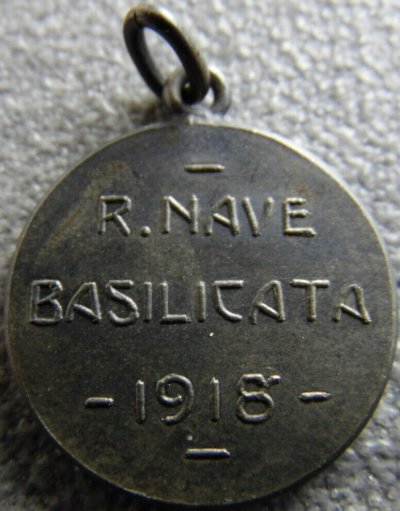 R. NAVE
BASILICATA
- 1918 -